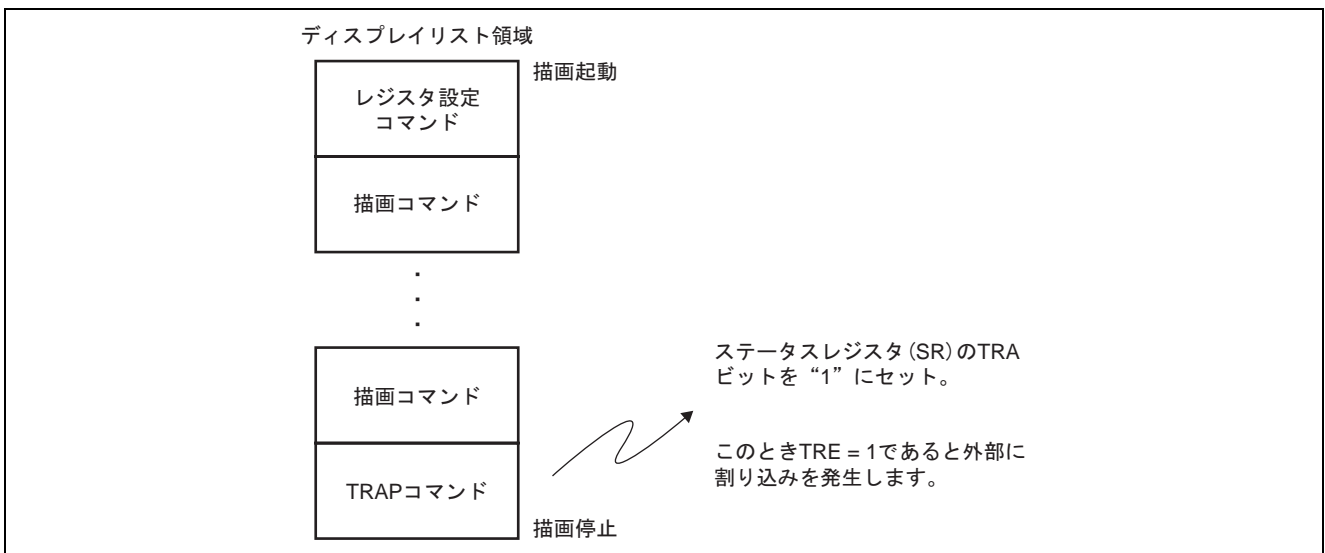 ディスプレイリスト領域
描画起動
レジスタ設定
コマンド
描画コマンド
描画コマンド
ステータスレジスタ(SR)のTRA
ビットを“1”にセット。
このときTRE = 1であると外部に
割り込みを発生します。
TRAPコマンド
描画停止